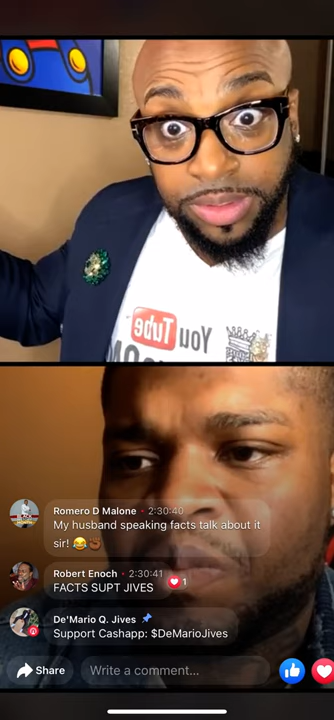 You Tube
Romero D Malone · 2:30:40
My husband speaking facts talk about it
sir! 😂✊🏾
Robert Enoch · 2:30:41
FACTS SUPT JIVES
1
De'Mario Q. Jives 📌
Support Cashapp: $DeMarioJives
Share
Write a comment...